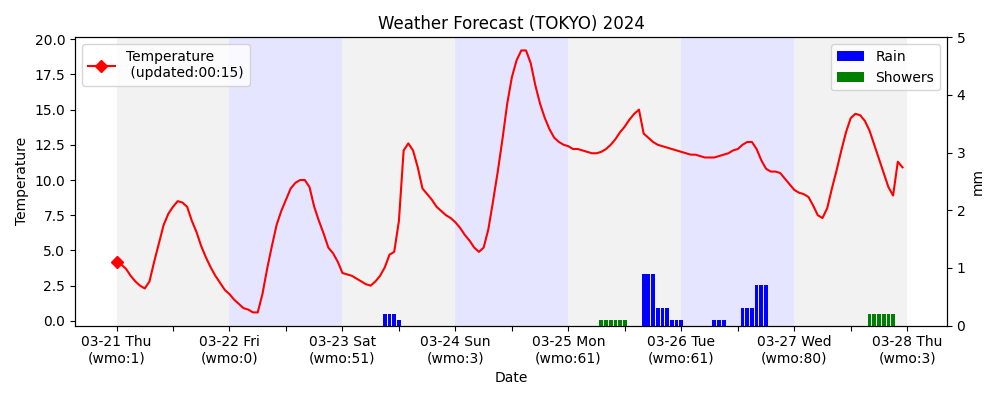 Weather Forecast (TOKYO) 2024
Temperature
(updated:00:15)
Rain
Showers
20.0
17.5
15.0
12.5
10.0
7.5
5.0
2.5
0.0
Temperature
5
4
3
2
1
0
mm
03-21 Thu
(wmo:1)
03-22 Fri
(wmo:0)
03-23 Sat
(wmo:51)
03-24 Sun
(wmo:3)
03-25 Mon
(wmo:61)
03-26 Tue
(wmo:61)
03-27 Wed
(wmo:80)
03-28 Thu
(wmo:3)
Date